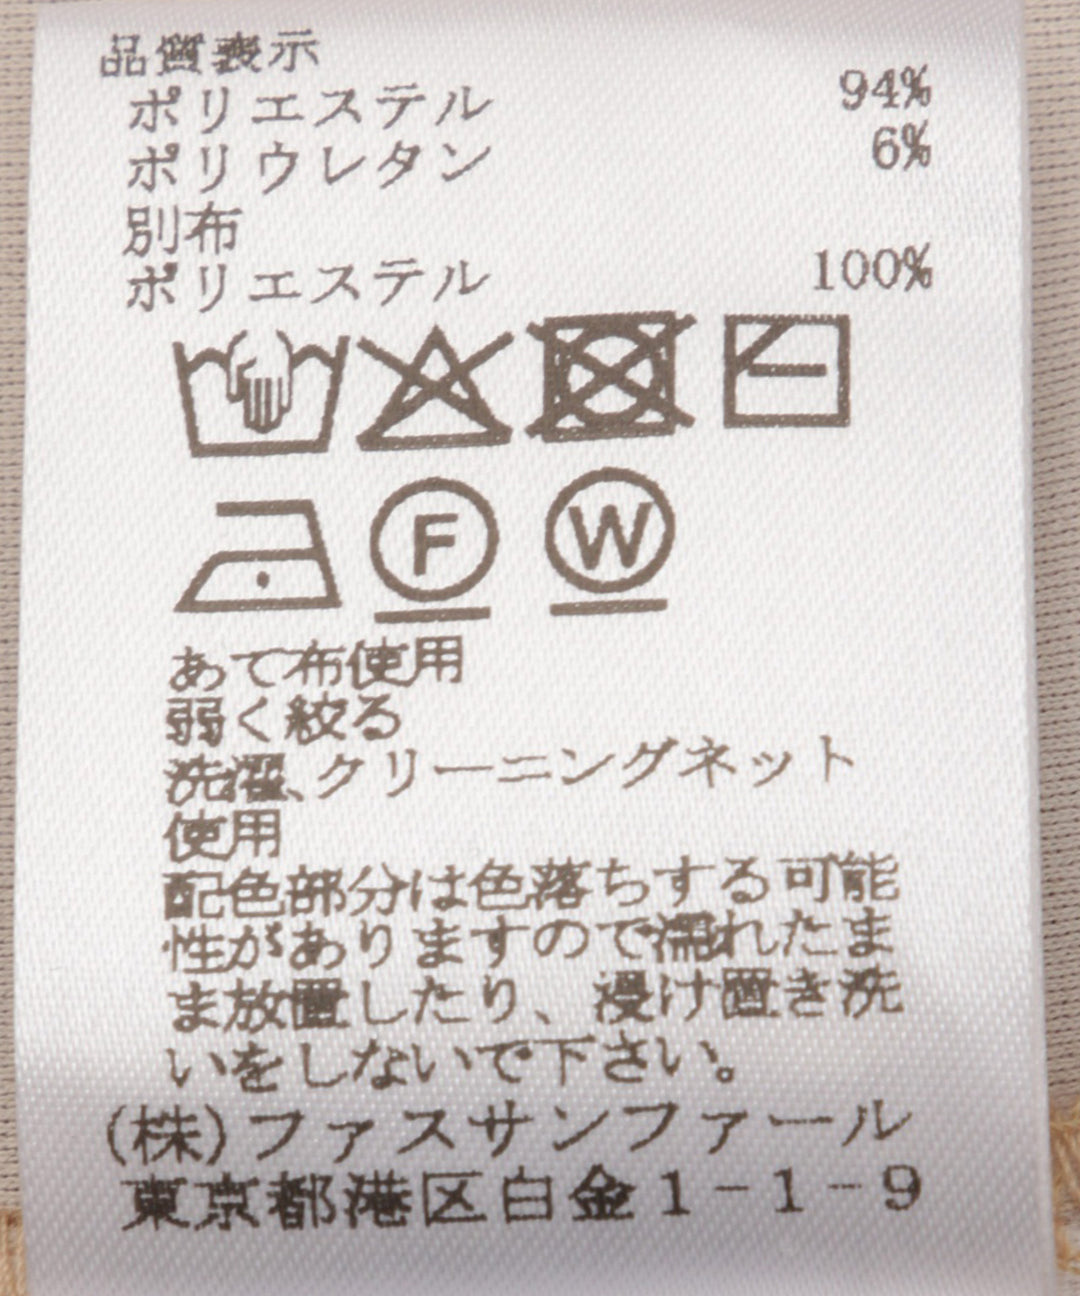 品質表示
ポリエステル 94%
ポリウレタン 6%
別布
ポリエステル 100%
F W
あて布使用
弱く絞る
洗濯、クリーニングネット
使用
配色部分は色落ちする可能
性がありますので濡れたま
ま放置したり、浸け置き洗
いをしないで下さい。
(株)ファスサンファール
東京都港区白金1-1-9